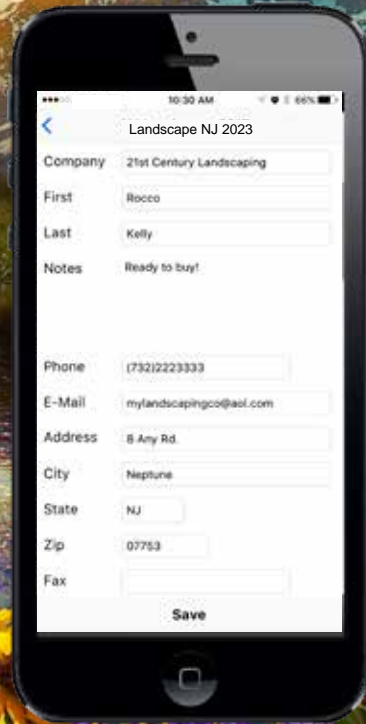 10:30 AM 66%
Landscape NJ 2023
Company 21st Century Landscaping
First Rocco
Last Kelly
Notes Ready to buy!
Phone (732)2223333
E-Mail mylandscapingco@aol.com
Address 8 Any Rd.
City Neptune
State NJ
Zip 07753
Fax
Save